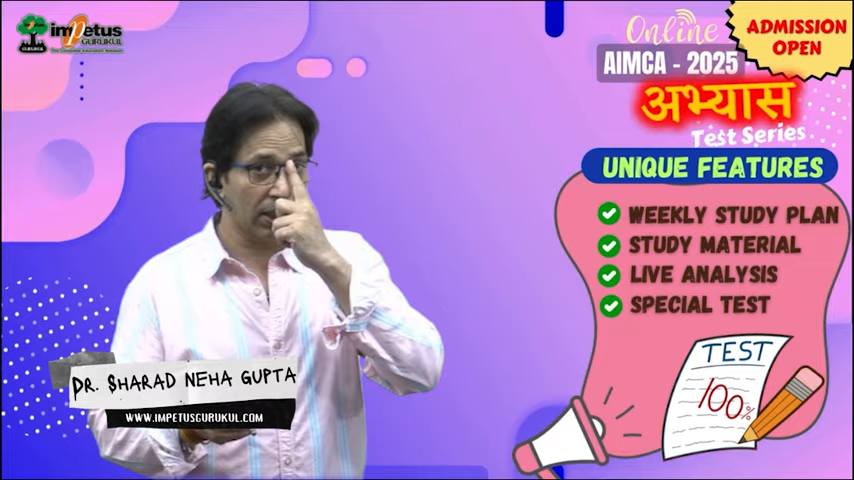 impetus
GURUKUL
GURUKUL
Online
AIMCA - 2025
अभ्यास
Test Series
ADMISSION
OPEN
UNIQUE FEATURES
WEEKLY STUDY PLAN
STUDY MATERIAL
LIVE ANALYSIS
SPECIAL TEST
TEST
100%
DR. SHARAD NEHA GUPTA
WWW.IMPETUSGURUKUL.COM